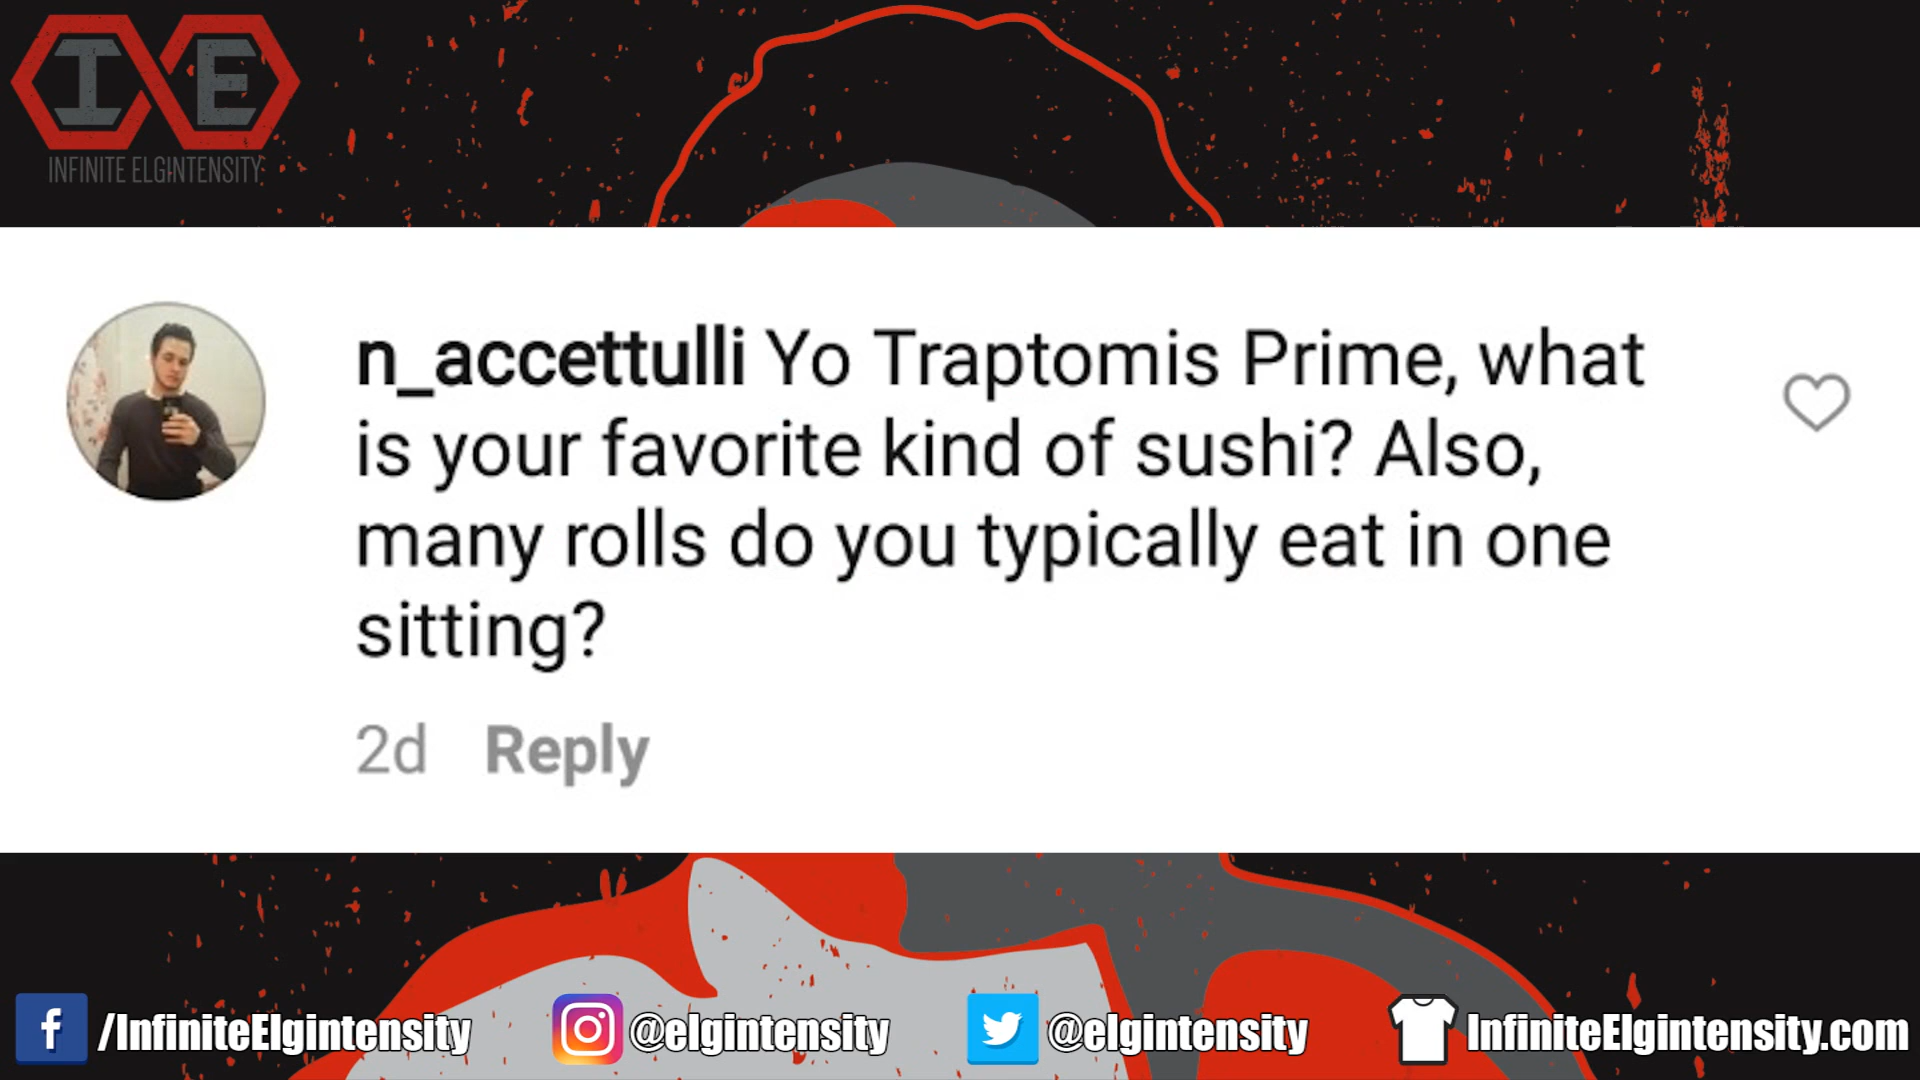 IE
INFINITE ELGINTENSITY
n_accettulli Yo Traptomis Prime, what
is your favorite kind of sushi? Also,
many rolls do you typically eat in one
sitting?
2d Reply
f /InfiniteElgintensity @elgintensity @elgintensity InfiniteElgintensity.com